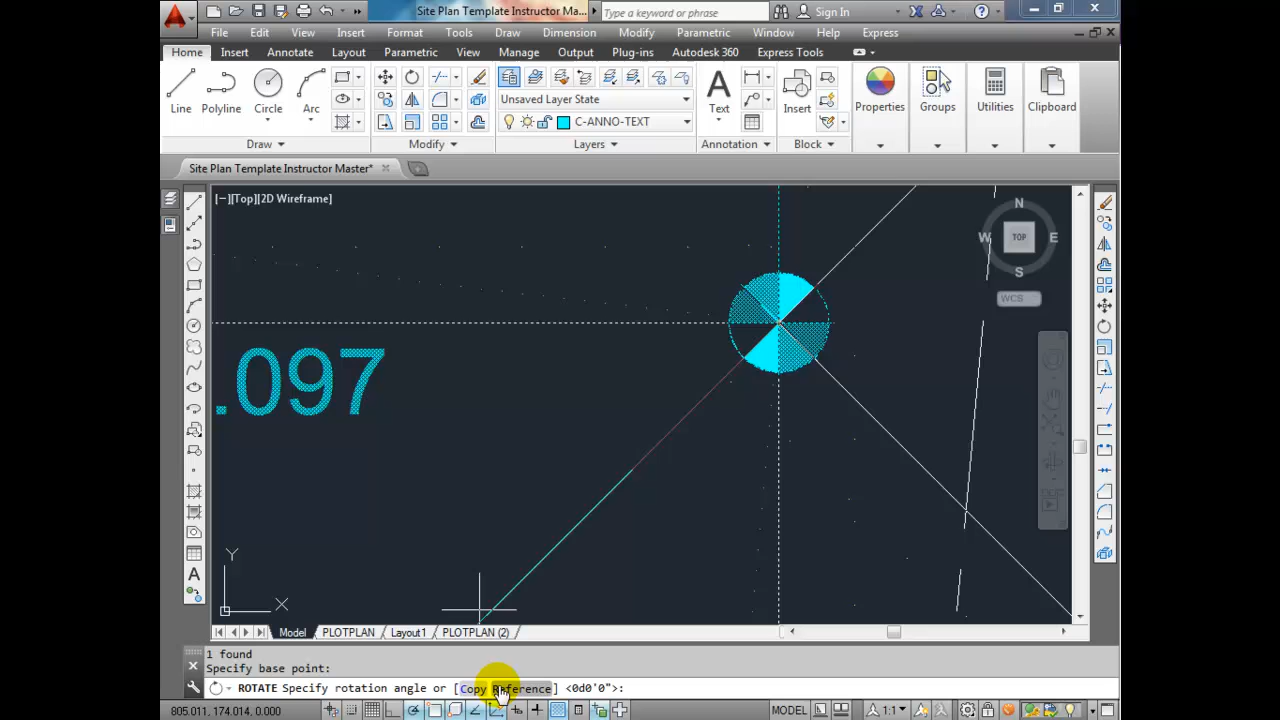 Site Plan Template Instructor Ma...
Type a keyword or phrase
Sign In
File Edit View Insert Format Tools Draw Dimension Modify Parametric Window Help Express
Home Insert Annotate Layout Parametric View Manage Output Plug-ins Autodesk 360 Express Tools
Line Polyline Circle Arc
Text
Insert Properties Groups Utilities Clipboard
Unsaved Layer State
C-ANNO-TEXT
Draw Modify Layers Annotation Block
Site Plan Template Instructor Master*
[−][Top][2D Wireframe]
N
W TOP E
S
WCS
.097
Y
X
Model PLOTPLAN Layout1 PLOTPLAN (2)
1 found
Specify base point:
ROTATE Specify rotation angle or [Copy Reference] <0d0'0">:
805.011, 174.014, 0.000
MODEL
1:1